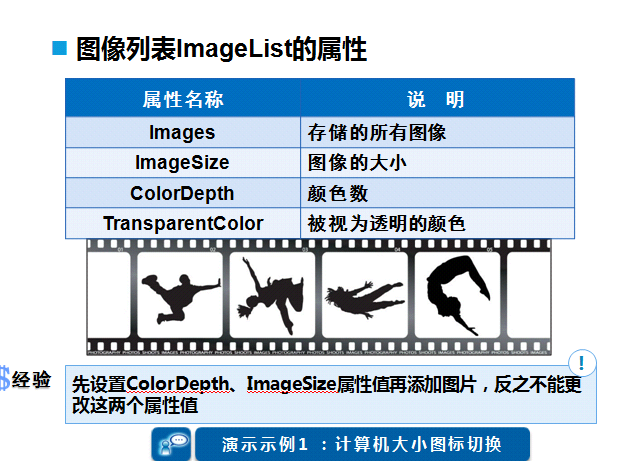 图像列表ImageList的属性
属性名称 说 明
Images 存储的所有图像
ImageSize 图像的大小
ColorDepth 颜色数
TransparentColor 被视为透明的颜色
经验
!
先设置ColorDepth、ImageSize属性值再添加图片，反之不能更
改这两个属性值
演示示例1 ：计算机大小图标切换